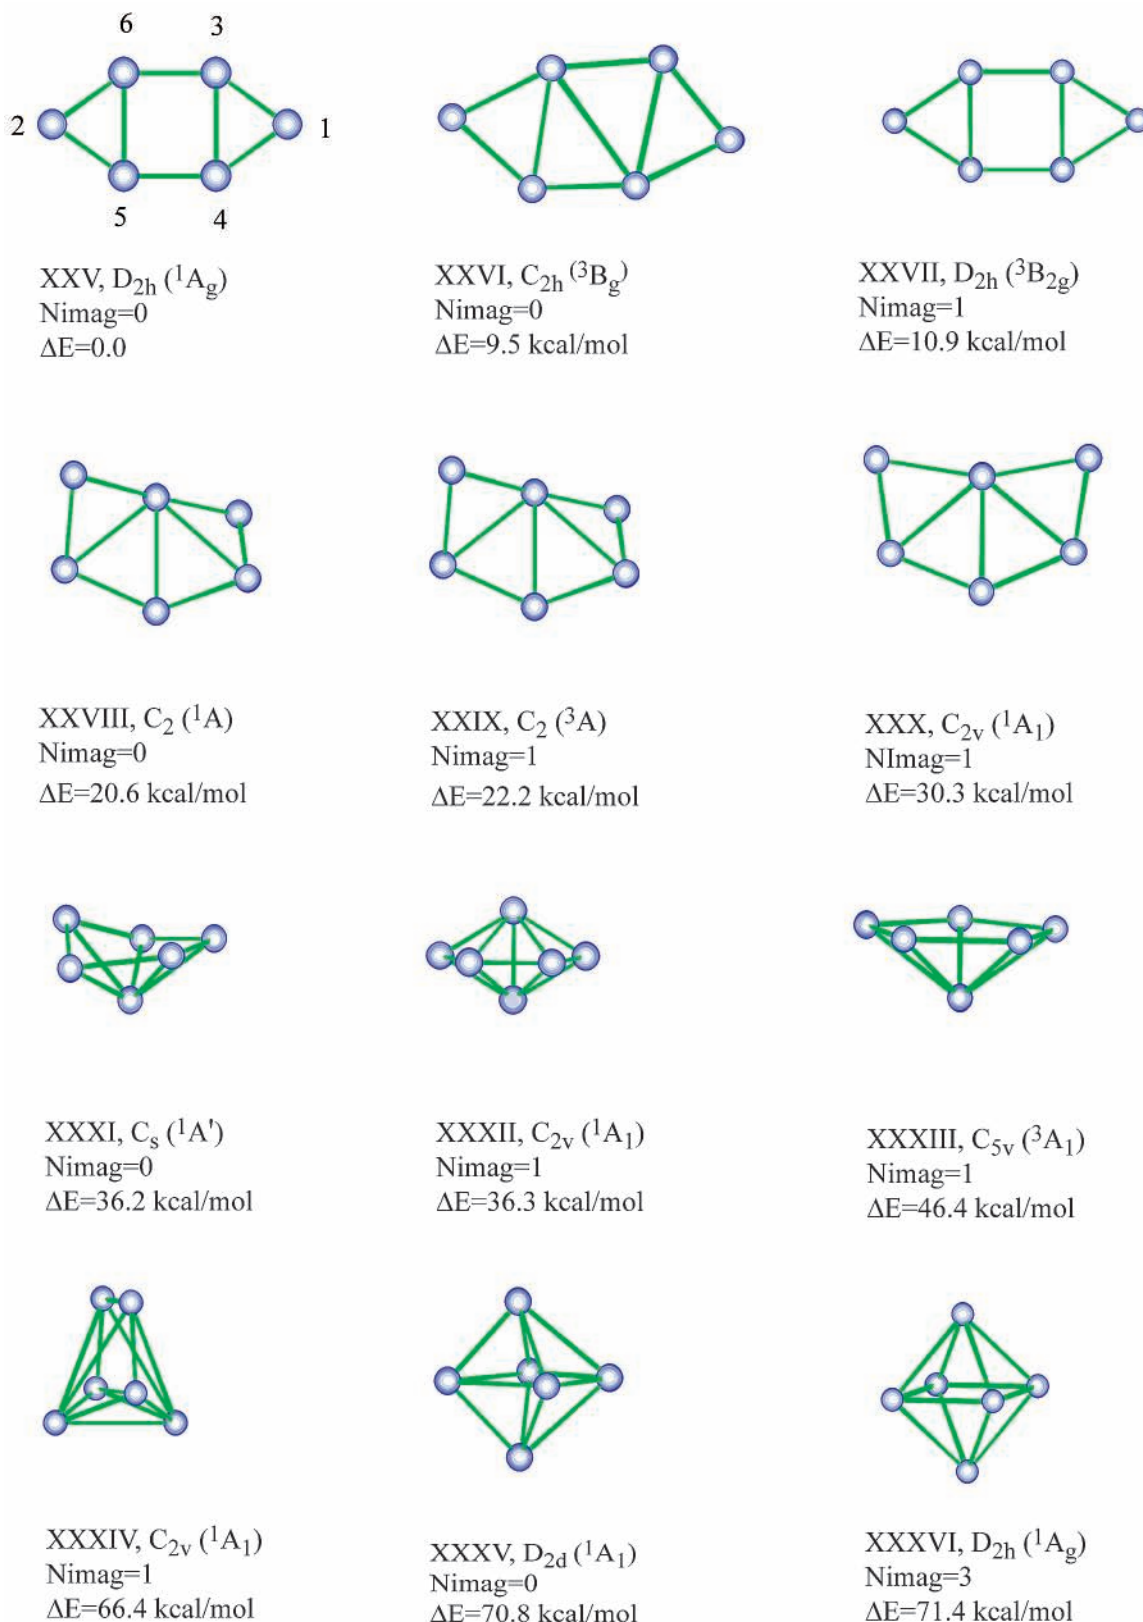 6 3
2 1
5 4
XXV, D2h (1Ag)
Nimag=0
ΔE=0.0
XXVI, C2h (3Bg)
Nimag=0
ΔE=9.5 kcal/mol
XXVII, D2h (3B2g)
Nimag=1
ΔE=10.9 kcal/mol
XXVIII, C2 (1A)
Nimag=0
ΔE=20.6 kcal/mol
XXIX, C2 (3A)
Nimag=1
ΔE=22.2 kcal/mol
XXX, C2v (1A1)
NImag=1
ΔE=30.3 kcal/mol
XXXI, Cs (1A')
Nimag=0
ΔE=36.2 kcal/mol
XXXII, C2v (1A1)
Nimag=1
ΔE=36.3 kcal/mol
XXXIII, C5v (3A1)
Nimag=1
ΔE=46.4 kcal/mol
XXXIV, C2v (1A1)
Nimag=1
ΔE=66.4 kcal/mol
XXXV, D2d (1A1)
Nimag=0
ΔE=70.8 kcal/mol
XXXVI, D2h (1Ag)
Nimag=3
ΔE=71.4 kcal/mol